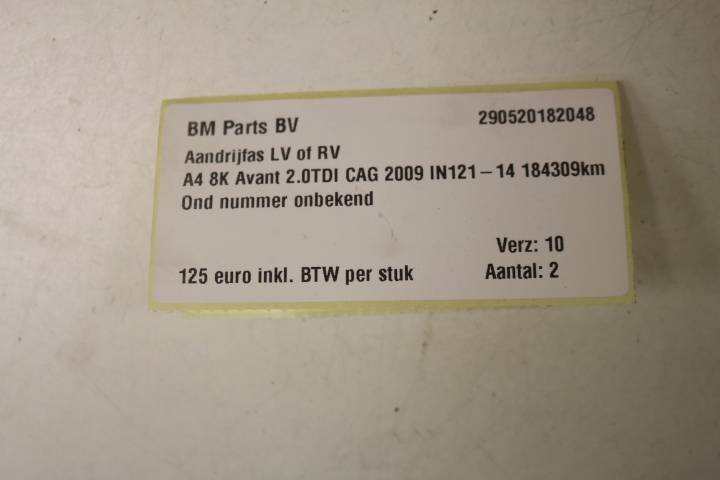 BM Parts BV 290520182048
Aandrijfas LV of RV
A4 8K Avant 2.0TDI CAG 2009 IN121-14 184309km
Ond nummer onbekend
Verz: 10
125 euro inkl. BTW per stuk Aantal: 2